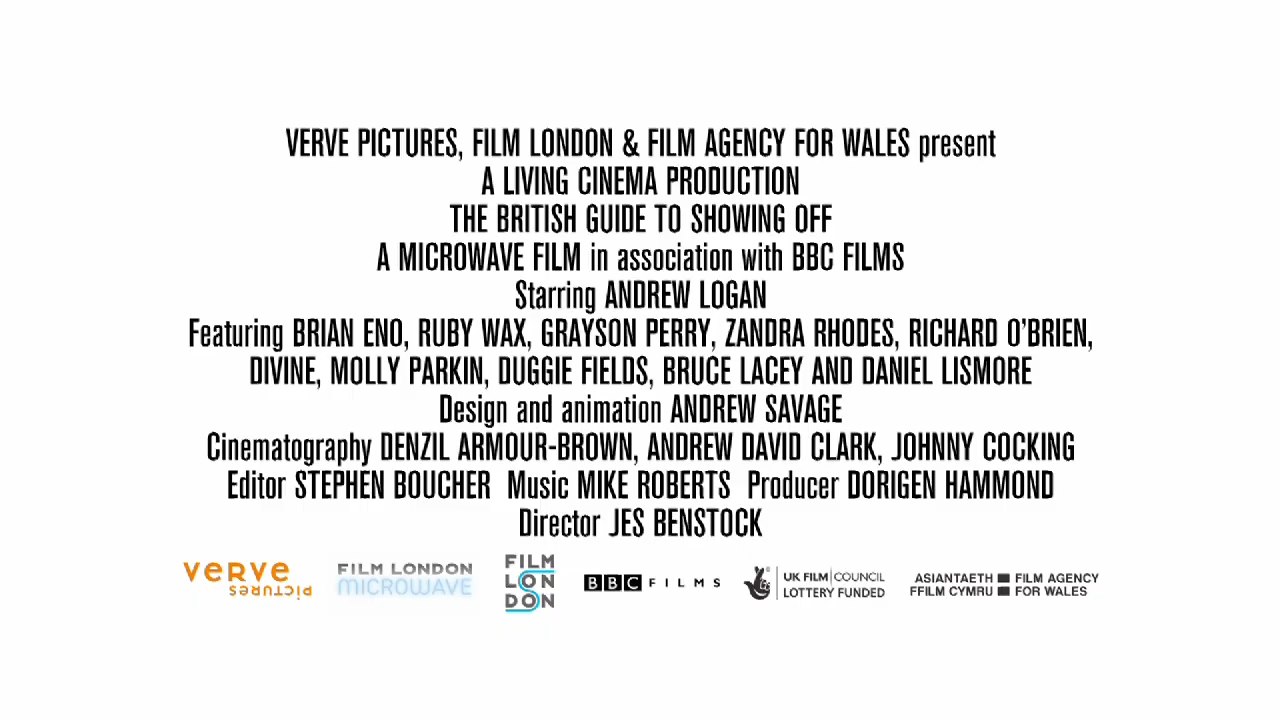 VERVE PICTURES, FILM LONDON & FILM AGENCY FOR WALES present
A LIVING CINEMA PRODUCTION
THE BRITISH GUIDE TO SHOWING OFF
A MICROWAVE FILM in association with BBC FILMS
Starring ANDREW LOGAN
Featuring BRIAN ENO, RUBY WAX, GRAYSON PERRY, ZANDRA RHODES, RICHARD O'BRIEN,
DIVINE, MOLLY PARKIN, DUGGIE FIELDS, BRUCE LACEY AND DANIEL LISMORE
Design and animation ANDREW SAVAGE
Cinematography DENZIL ARMOUR-BROWN, ANDREW DAVID CLARK, JOHNNY COCKING
Editor STEPHEN BOUCHER Music MIKE ROBERTS Producer DORIGEN HAMMOND
Director JES BENSTOCK
verve
pictures
FILM LONDON
MICROWAVE
FILM
LON
DON
BBC FILMS
UK FILM COUNCIL
LOTTERY FUNDED
ASIANTAETH
FFILM CYMRU
FILM AGENCY
FOR WALES